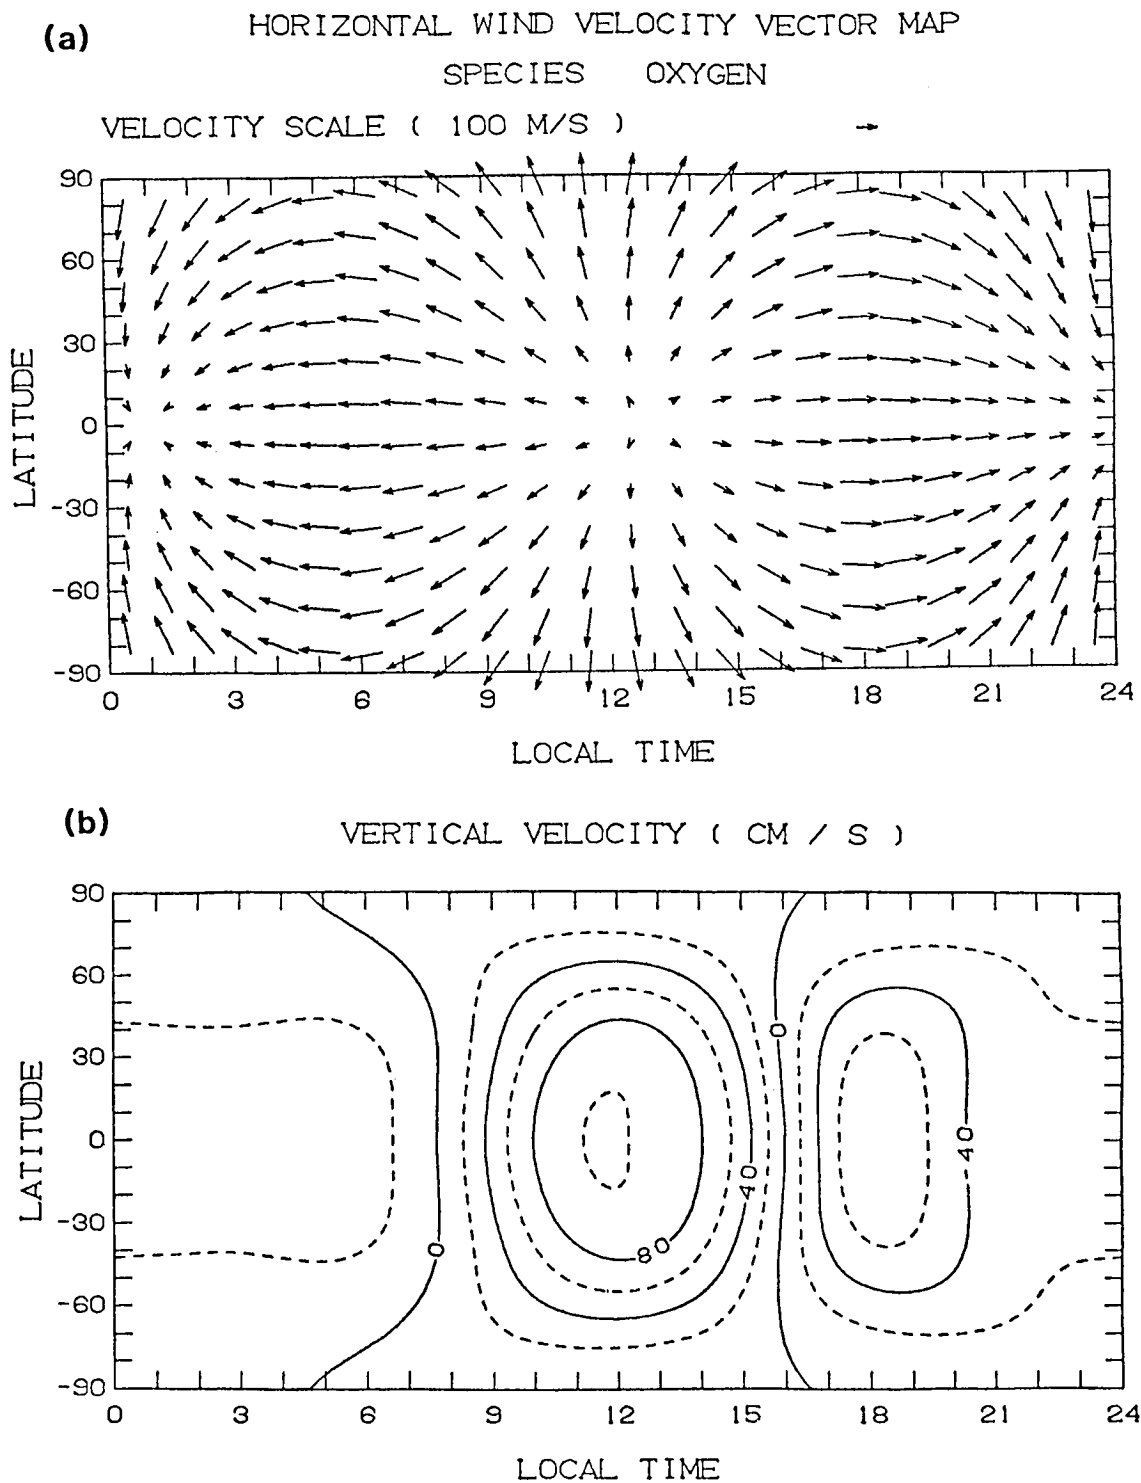 (a)
HORIZONTAL WIND VELOCITY VECTOR MAP
SPECIES OXYGEN
VELOCITY SCALE ( 100 M/S )
90
60
30
0
-30
-60
-90
LATITUDE
0 3 6 9 12 15 18 21 24
LOCAL TIME
(b)
VERTICAL VELOCITY ( CM / S )
90
60
30
0
-30
-60
-90
LATITUDE
0
80
40
0
-40
0 3 6 9 12 15 18 21 24
LOCAL TIME